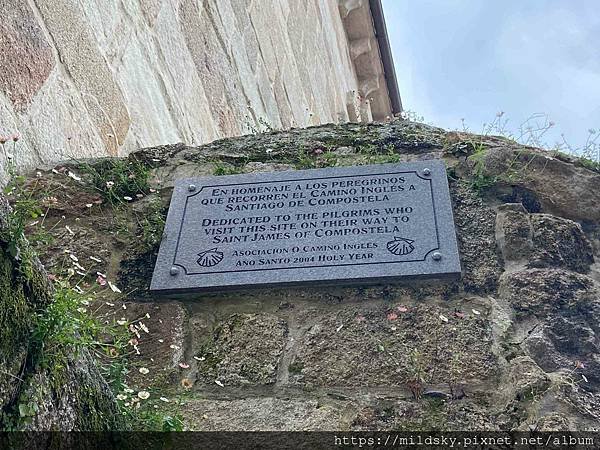 EN HOMENAJE A LOS PEREGRINOS
QUE RECORREN EL CAMINO INGLÉS A
SANTIAGO DE COMPOSTELA
DEDICATED TO THE PILGRIMS WHO
VISIT THIS SITE ON THEIR WAY TO
SAINT JAMES OF COMPOSTELA
ASOCIACION O CAMIÑO INGLES
AÑO SANTO-2004 HOLY YEAR
https://mildsky.pixnet.net/album